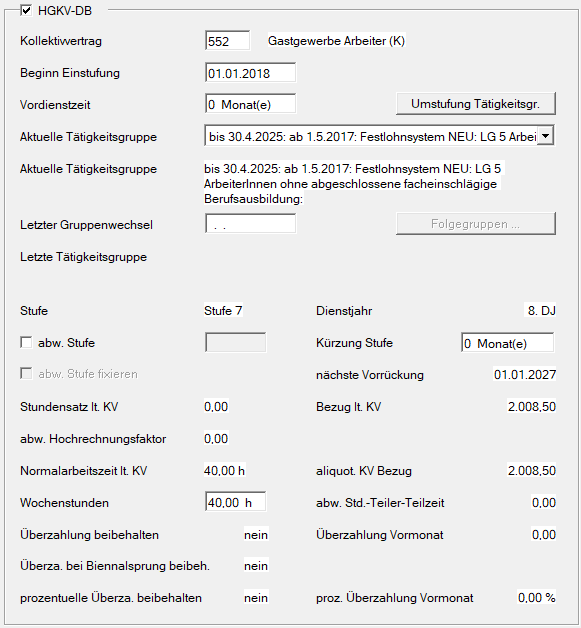 HGKV-DB
Kollektivvertrag 552 Gastgewerbe Arbeiter (K)
Beginn Einstufung 01.01.2018
Vordienstzeit 0 Monat(e) Umstufung Tätigkeitsgr.
Aktuelle Tätigkeitsgruppe bis 30.4.2025: ab 1.5.2017: Festlohnsystem NEU: LG 5 Arbei
Aktuelle Tätigkeitsgruppe bis 30.4.2025: ab 1.5.2017: Festlohnsystem NEU: LG 5
ArbeiterInnen ohne abgeschlossene facheinschlägige
Berufsausbildung:
Letzter Gruppenwechsel . . Folgegruppen ...
Letzte Tätigkeitsgruppe
Stufe Stufe 7 Dienstjahr 8. DJ
abw. Stufe Kürzung Stufe 0 Monat(e)
abw. Stufe fixieren nächste Vorrückung 01.01.2027
Stundensatz lt. KV 0,00 Bezug lt. KV 2.008,50
abw. Hochrechnungsfaktor 0,00
Normalarbeitszeit lt. KV 40,00 h aliquot. KV Bezug 2.008,50
Wochenstunden 40,00 h abw. Std.-Teiler-Teilzeit 0,00
Überzahlung beibehalten nein Überzahlung Vormonat 0,00
Überza. bei Biennalsprung beibeh. nein
prozentuelle Überza. beibehalten nein proz. Überzahlung Vormonat 0,00 %